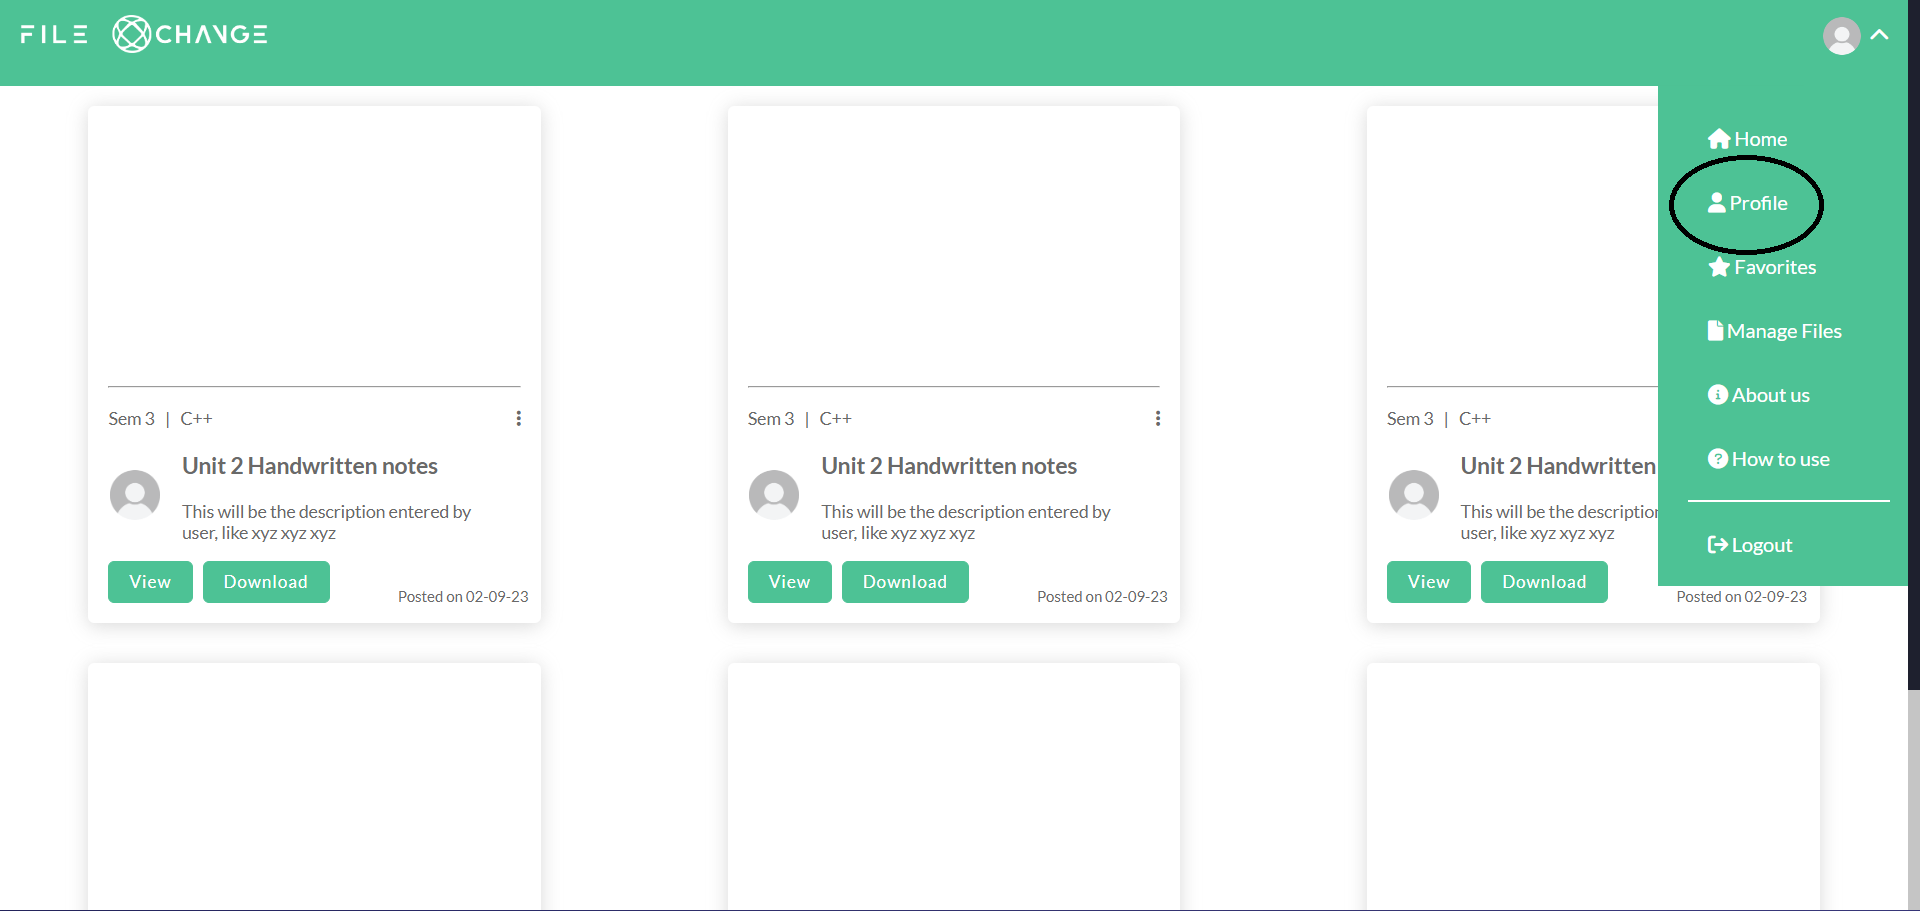 FILE XCHANGE
Home
Profile
Favorites
Manage Files
About us
How to use
Logout
Sem 3 | C++
Unit 2 Handwritten notes
This will be the description entered by
user, like xyz xyz xyz
View Download
Posted on 02-09-23
Sem 3 | C++
Unit 2 Handwritten notes
This will be the description entered by
user, like xyz xyz xyz
View Download
Posted on 02-09-23
Sem 3 | C++
Unit 2 Handwritten
This will be the description
user, like xyz xyz xyz
View Download
Posted on 02-09-23